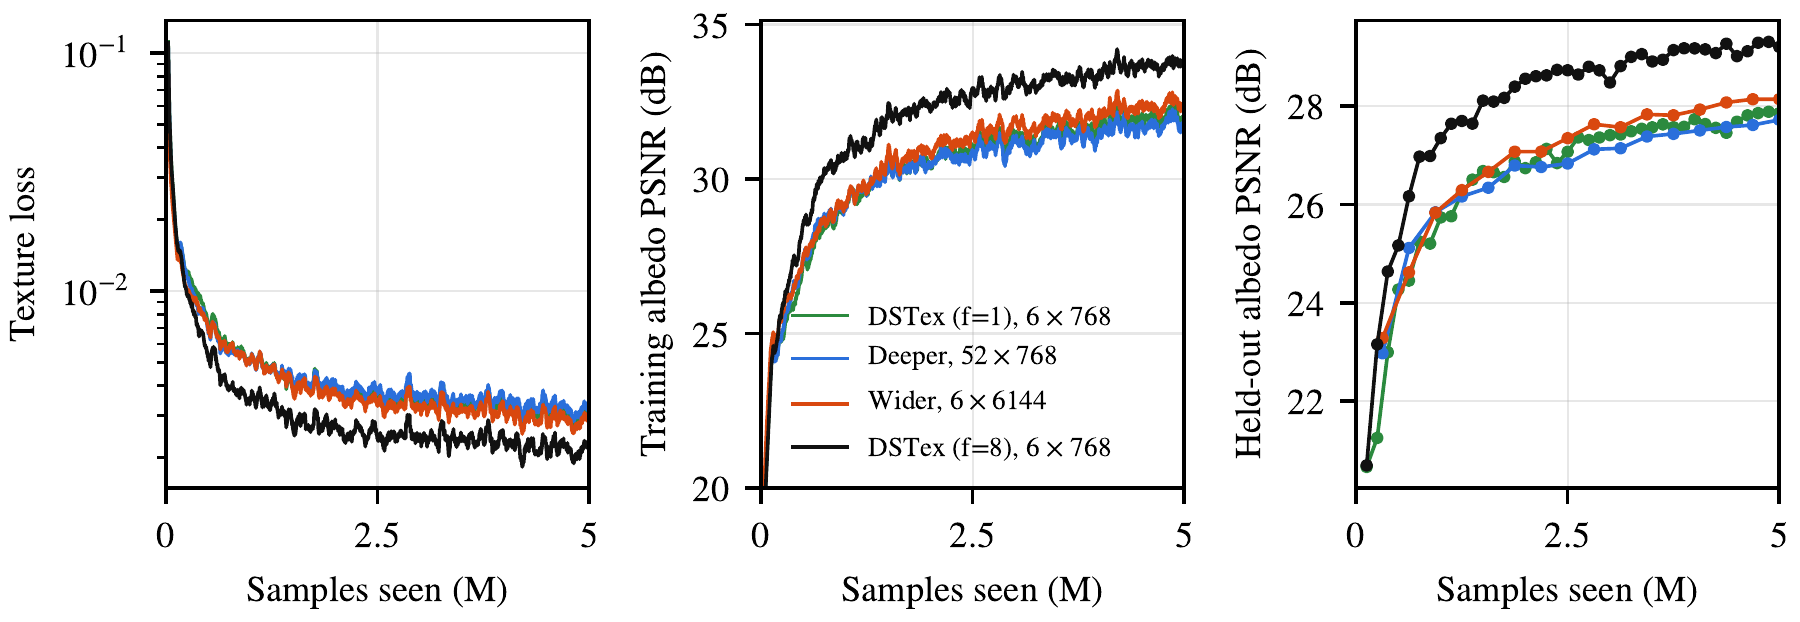 Texture loss
10⁻¹
10⁻²
0
2.5
5
Samples seen (M)
Training albedo PSNR (dB)
35
30
25
20
DSTex (f=1), 6 × 768
Deeper, 52 × 768
Wider, 6 × 6144
DSTex (f=8), 6 × 768
0
2.5
5
Samples seen (M)
Held-out albedo PSNR (dB)
28
26
24
22
0
2.5
5
Samples seen (M)